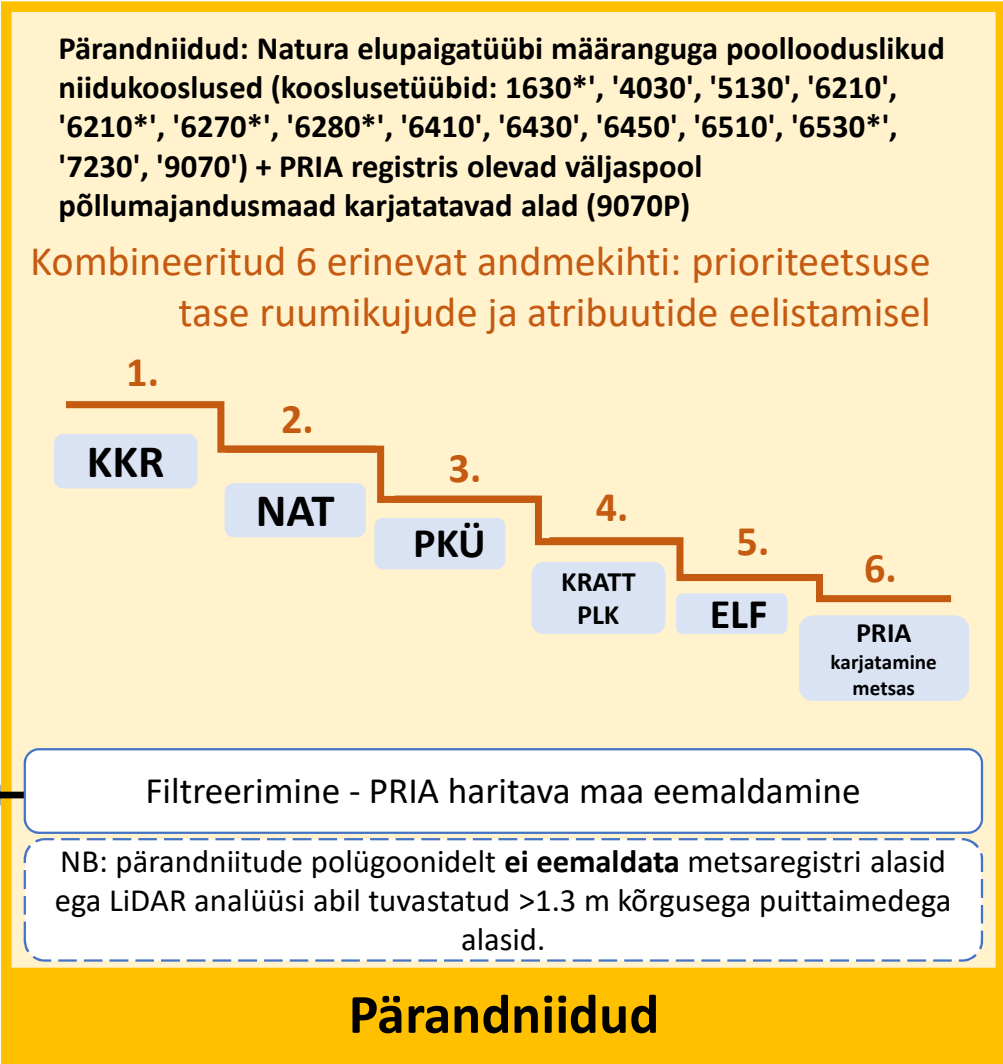 Pärandniidud: Natura elupaigatüübi määranguga poollooduslikud
niidukooslused (kooslusetüübid: 1630*', '4030', '5130', '6210',
'6210*', '6270*', '6280*', '6410', '6430', '6450', '6510', '6530*',
'7230', '9070') + PRIA registris olevad väljaspool
põllumajandusmaad karjatatavad alad (9070P)
Kombineeritud 6 erinevat andmekihti: prioriteetsuse
tase ruumikujude ja atribuutide eelistamisel
1.
KKR
2.
NAT
3.
PKÜ
4.
KRATT
PLK
5.
ELF
6.
PRIA
karjatamine
metsas
Filtreerimine - PRIA haritava maa eemaldamine
NB: pärandniitude polügoonidelt ei eemaldata metsaregistri alasid
ega LiDAR analüüsi abil tuvastatud >1.3 m kõrgusega puittaimedega
alasid.
Pärandniidud